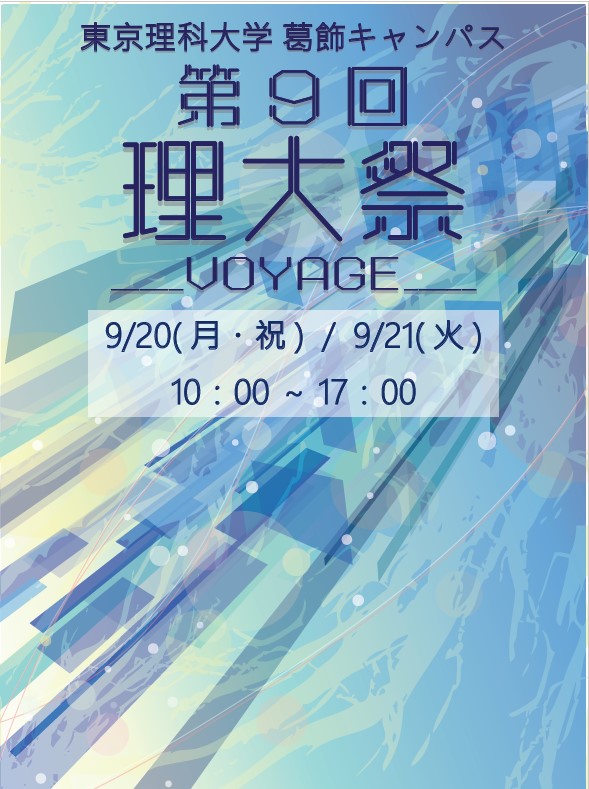 東京理科大学 葛飾キャンパス
第9回
理大祭
VOYAGE
9/20(月・祝) / 9/21(火)
10：00 ~ 17：00